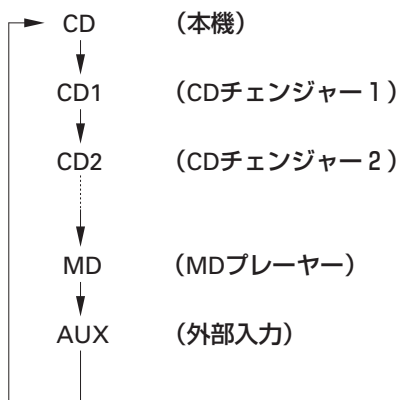 CD （本機）
CD1 （CDチェンジャー１）
CD2 （CDチェンジャー２）
MD （MDプレーヤー）
AUX （外部入力）